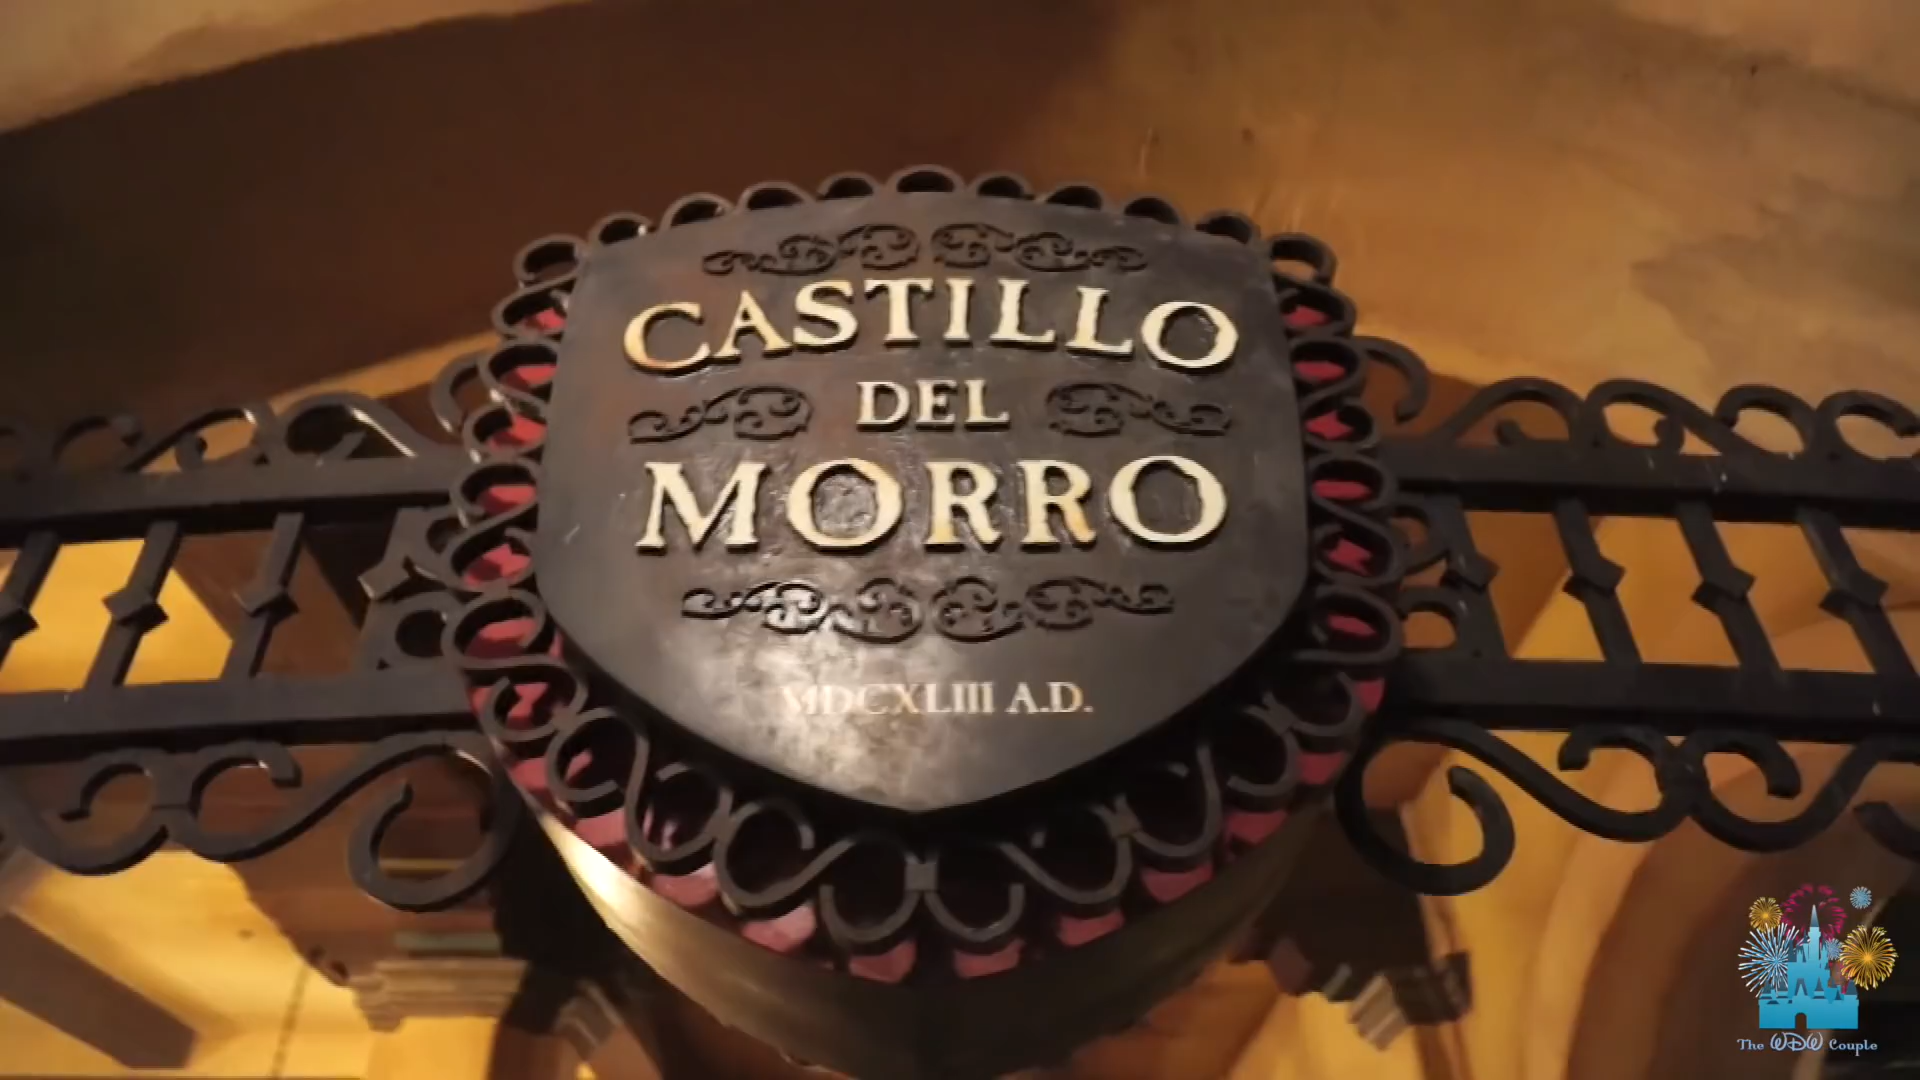 CASTILLO
DEL
MORRO
MDCXLIII A.D.
The WDW Couple